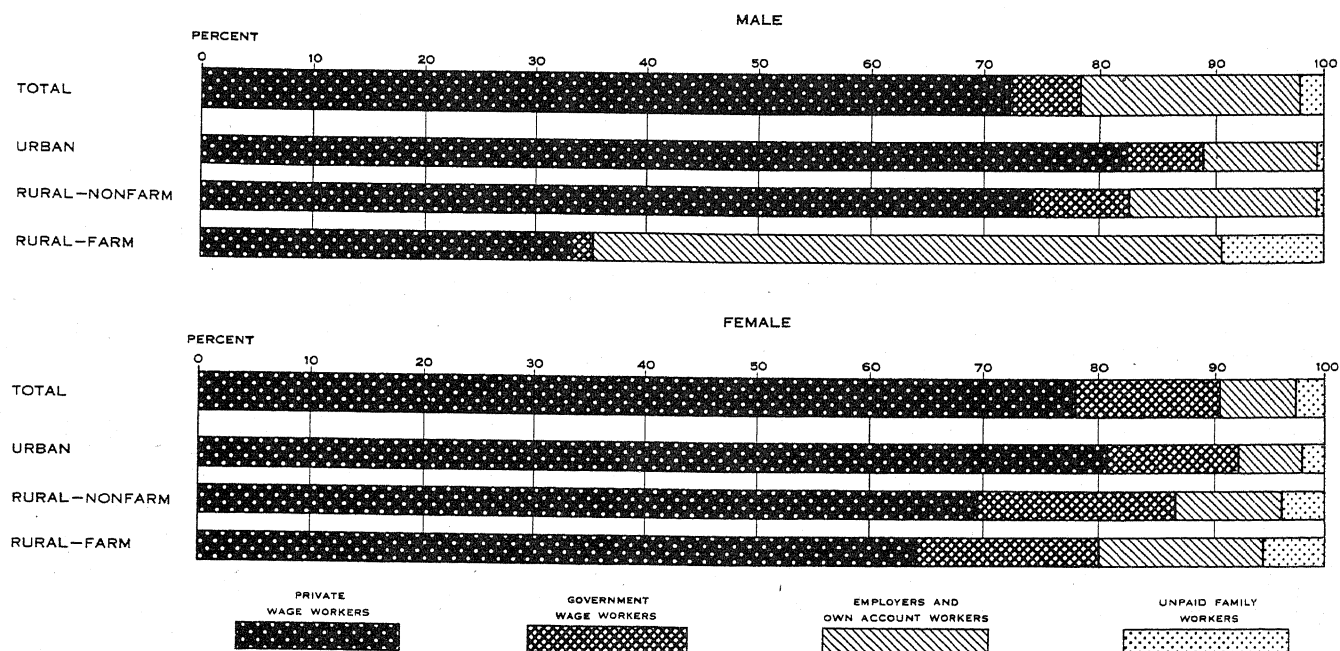 MALE
PERCENT
0 10 20 30 40 50 60 70 80 90 100
TOTAL
URBAN
RURAL—NONFARM
RURAL—FARM
FEMALE
PERCENT
0 10 20 30 40 50 60 70 80 90 100
TOTAL
URBAN
RURAL—NONFARM
RURAL—FARM
PRIVATE
WAGE WORKERS
GOVERNMENT
WAGE WORKERS
EMPLOYERS AND
OWN ACCOUNT WORKERS
UNPAID FAMILY
WORKERS